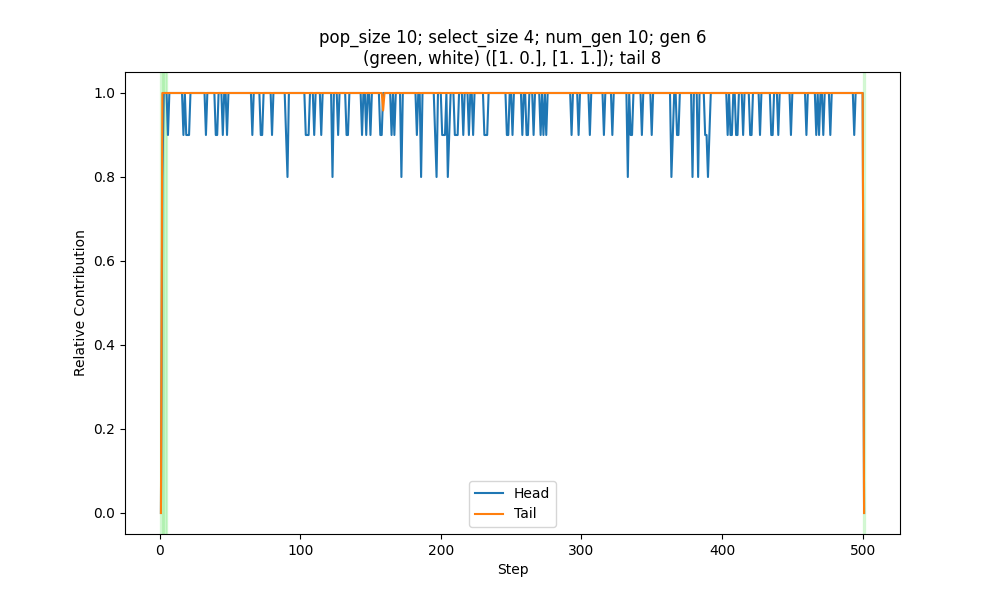 pop_size 10; select_size 4; num_gen 10; gen 6
(green, white) ([1. 0.], [1. 1.]); tail 8
Relative Contribution
1.0
0.8
0.6
0.4
0.2
0.0
Head
Tail
0
100
200
300
400
500
Step